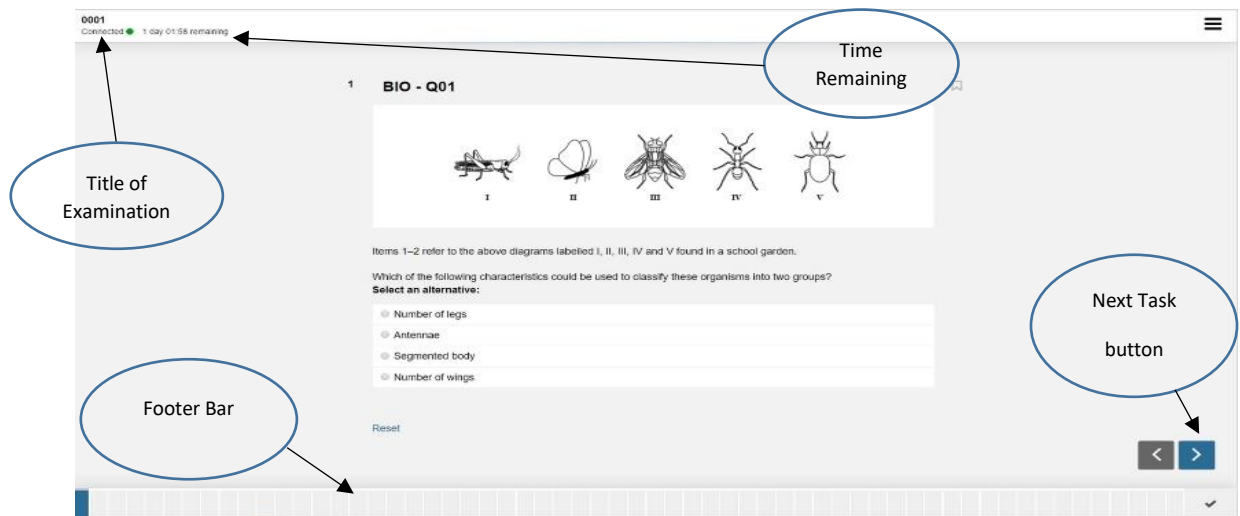 0001
Connected 1 day 01:58 remaining
Time
Remaining
1 BIO - Q01
Title of
Examination
I II III IV V
Items 1–2 refer to the above diagrams labelled I, II, III, IV and V found in a school garden.
Which of the following characteristics could be used to classify these organisms into two groups?
Select an alternative:
Number of legs
Antennae
Segmented body
Number of wings
Next Task
button
Footer Bar
Reset